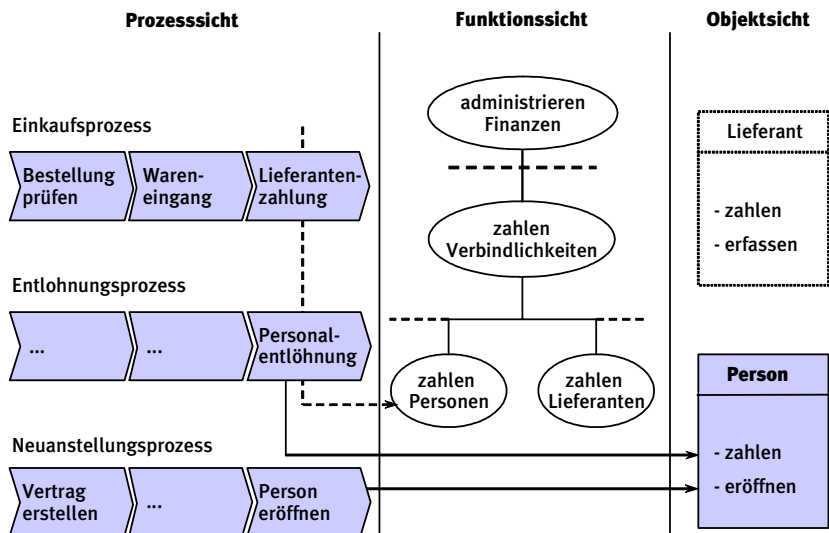 Prozesssicht
Einkaufsprozess
Bestellung
prüfen
Waren-
eingang
Lieferanten-
zahlung
Entlohnungsprozess
...
...
Personal-
entlöhnung
Neuanstellungsprozess
Vertrag
erstellen
...
Person
eröffnen
Funktionssicht
administrieren
Finanzen
zahlen
Verbindlichkeiten
zahlen
Personen
zahlen
Lieferanten
Objektsicht
Lieferant
- zahlen
- erfassen
Person
- zahlen
- eröffnen